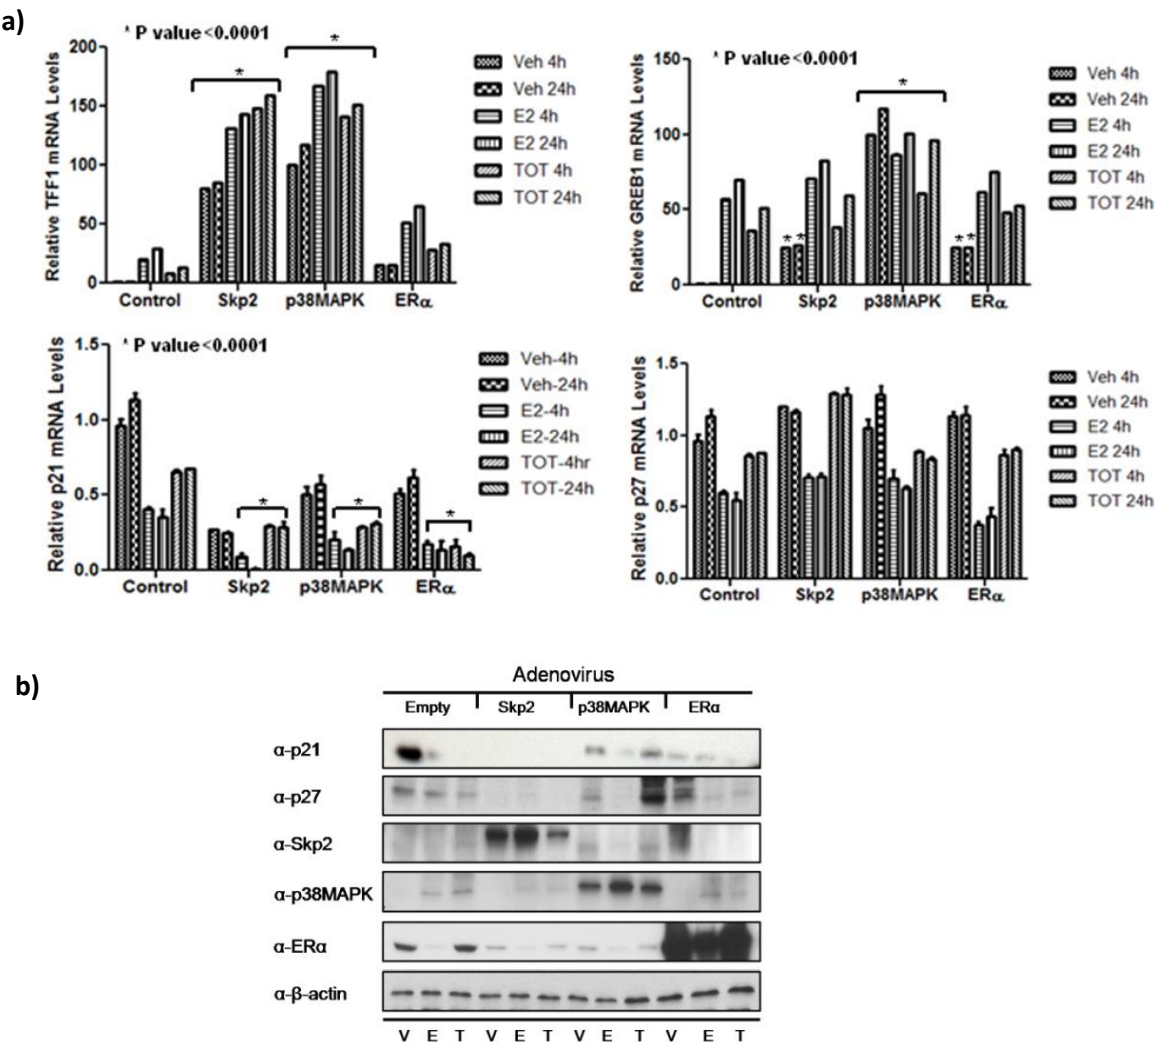 a)
* P value<0.0001
Relative TFF1 mRNA Levels
200
150
100
50
0
*
*
Control Skp2 p38MAPK ERα
Veh 4h
Veh 24h
E2 4h
E2 24h
TOT 4h
TOT 24h
* P value<0.0001
Relative GREB1 mRNA Levels
150
100
50
0
* *
*
* *
Control Skp2 p38MAPK ERα
Veh 4h
Veh 24h
E2 4h
E2 24h
TOT 4h
TOT 24h
* P value<0.0001
Relative p21 mRNA Levels
1.5
1.0
0.5
0.0
*
*
*
Control Skp2 p38MAPK ERα
Veh-4h
Veh-24h
E2-4h
E2-24h
TOT-4hr
TOT-24h
Relative p27 mRNA Levels
1.5
1.0
0.5
0.0
Control Skp2 p38MAPK ERα
Veh 4h
Veh 24h
E2 4h
E2 24h
TOT 4h
TOT 24h
b)
Adenovirus
Empty Skp2 p38MAPK ERα
α-p21
α-p27
α-Skp2
α-p38MAPK
α-ERα
α-β-actin
V E T V E T V E T V E T